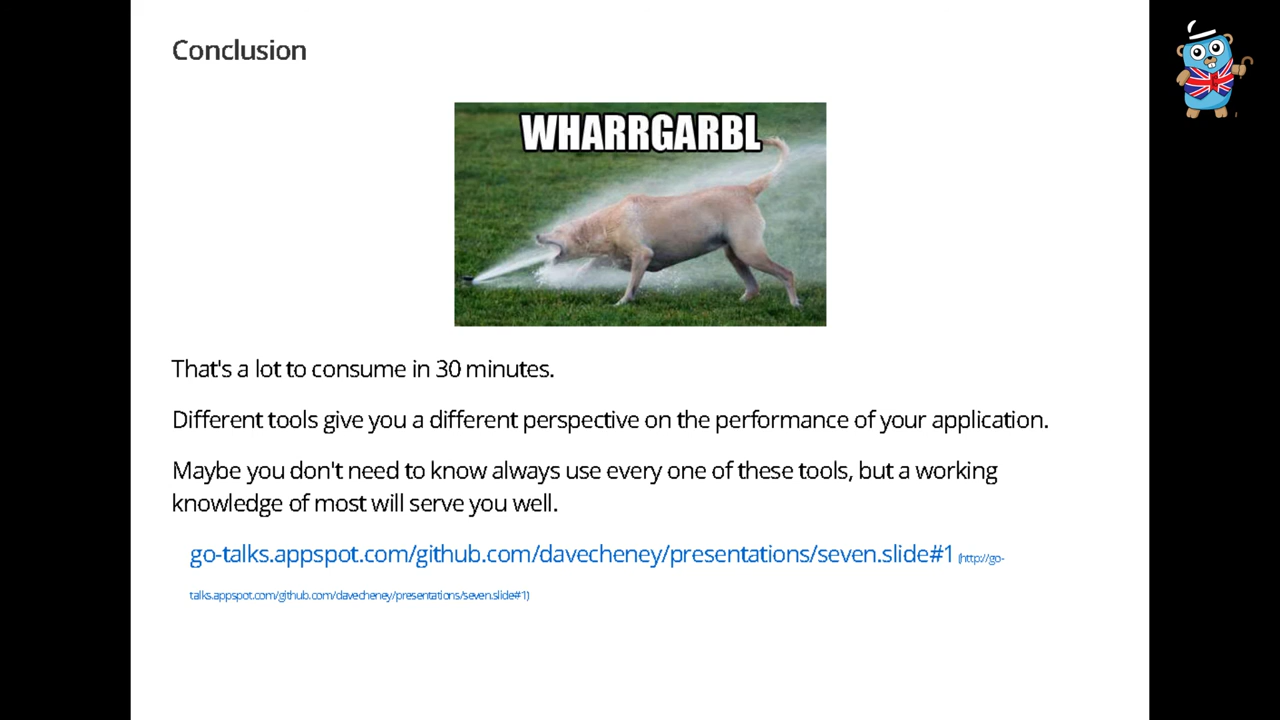 Conclusion
WHARRGARBL
That's a lot to consume in 30 minutes.
Different tools give you a different perspective on the performance of your application.
Maybe you don't need to know always use every one of these tools, but a working
knowledge of most will serve you well.
go-talks.appspot.com/github.com/davecheney/presentations/seven.slide#1 (http://go-
talks.appspot.com/github.com/davecheney/presentations/seven.slide#1)